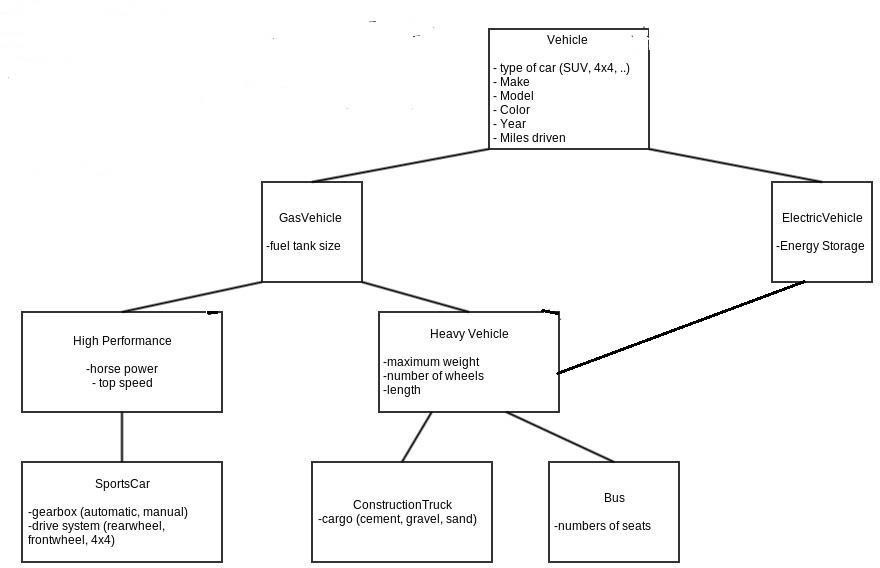 Vehicle
- type of car (SUV, 4x4, ..)
- Make
- Model
- Color
- Year
- Miles driven
GasVehicle
-fuel tank size
ElectricVehicle
-Energy Storage
High Performance
-horse power
- top speed
Heavy Vehicle
-maximum weight
-number of wheels
-length
SportsCar
-gearbox (automatic, manual)
-drive system (rearwheel,
frontwheel, 4x4)
ConstructionTruck
-cargo (cement, gravel, sand)
Bus
-numbers of seats